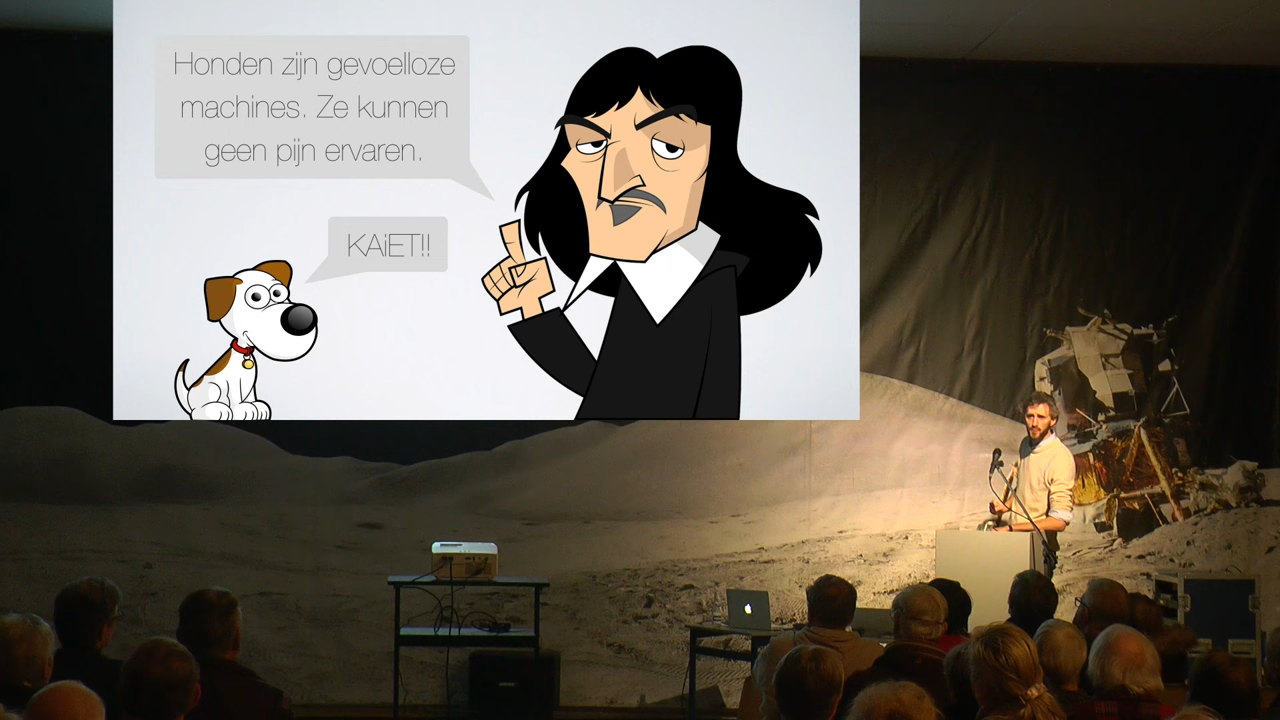 Honden zijn gevoelloze
machines. Ze kunnen
geen pijn ervaren.
KAiET!!